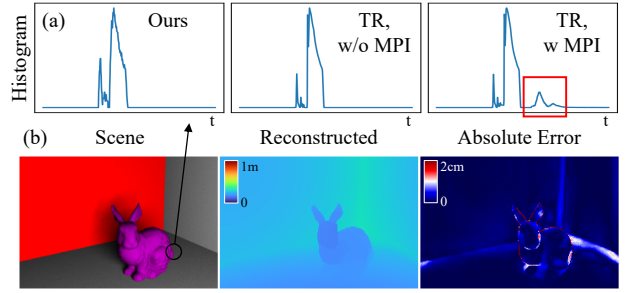 (a)
Ours
TR,
w/o MPI
TR,
w MPI
Histogram
t
t
t
(b)
Scene
Reconstructed
Absolute Error
1m
0
2cm
0